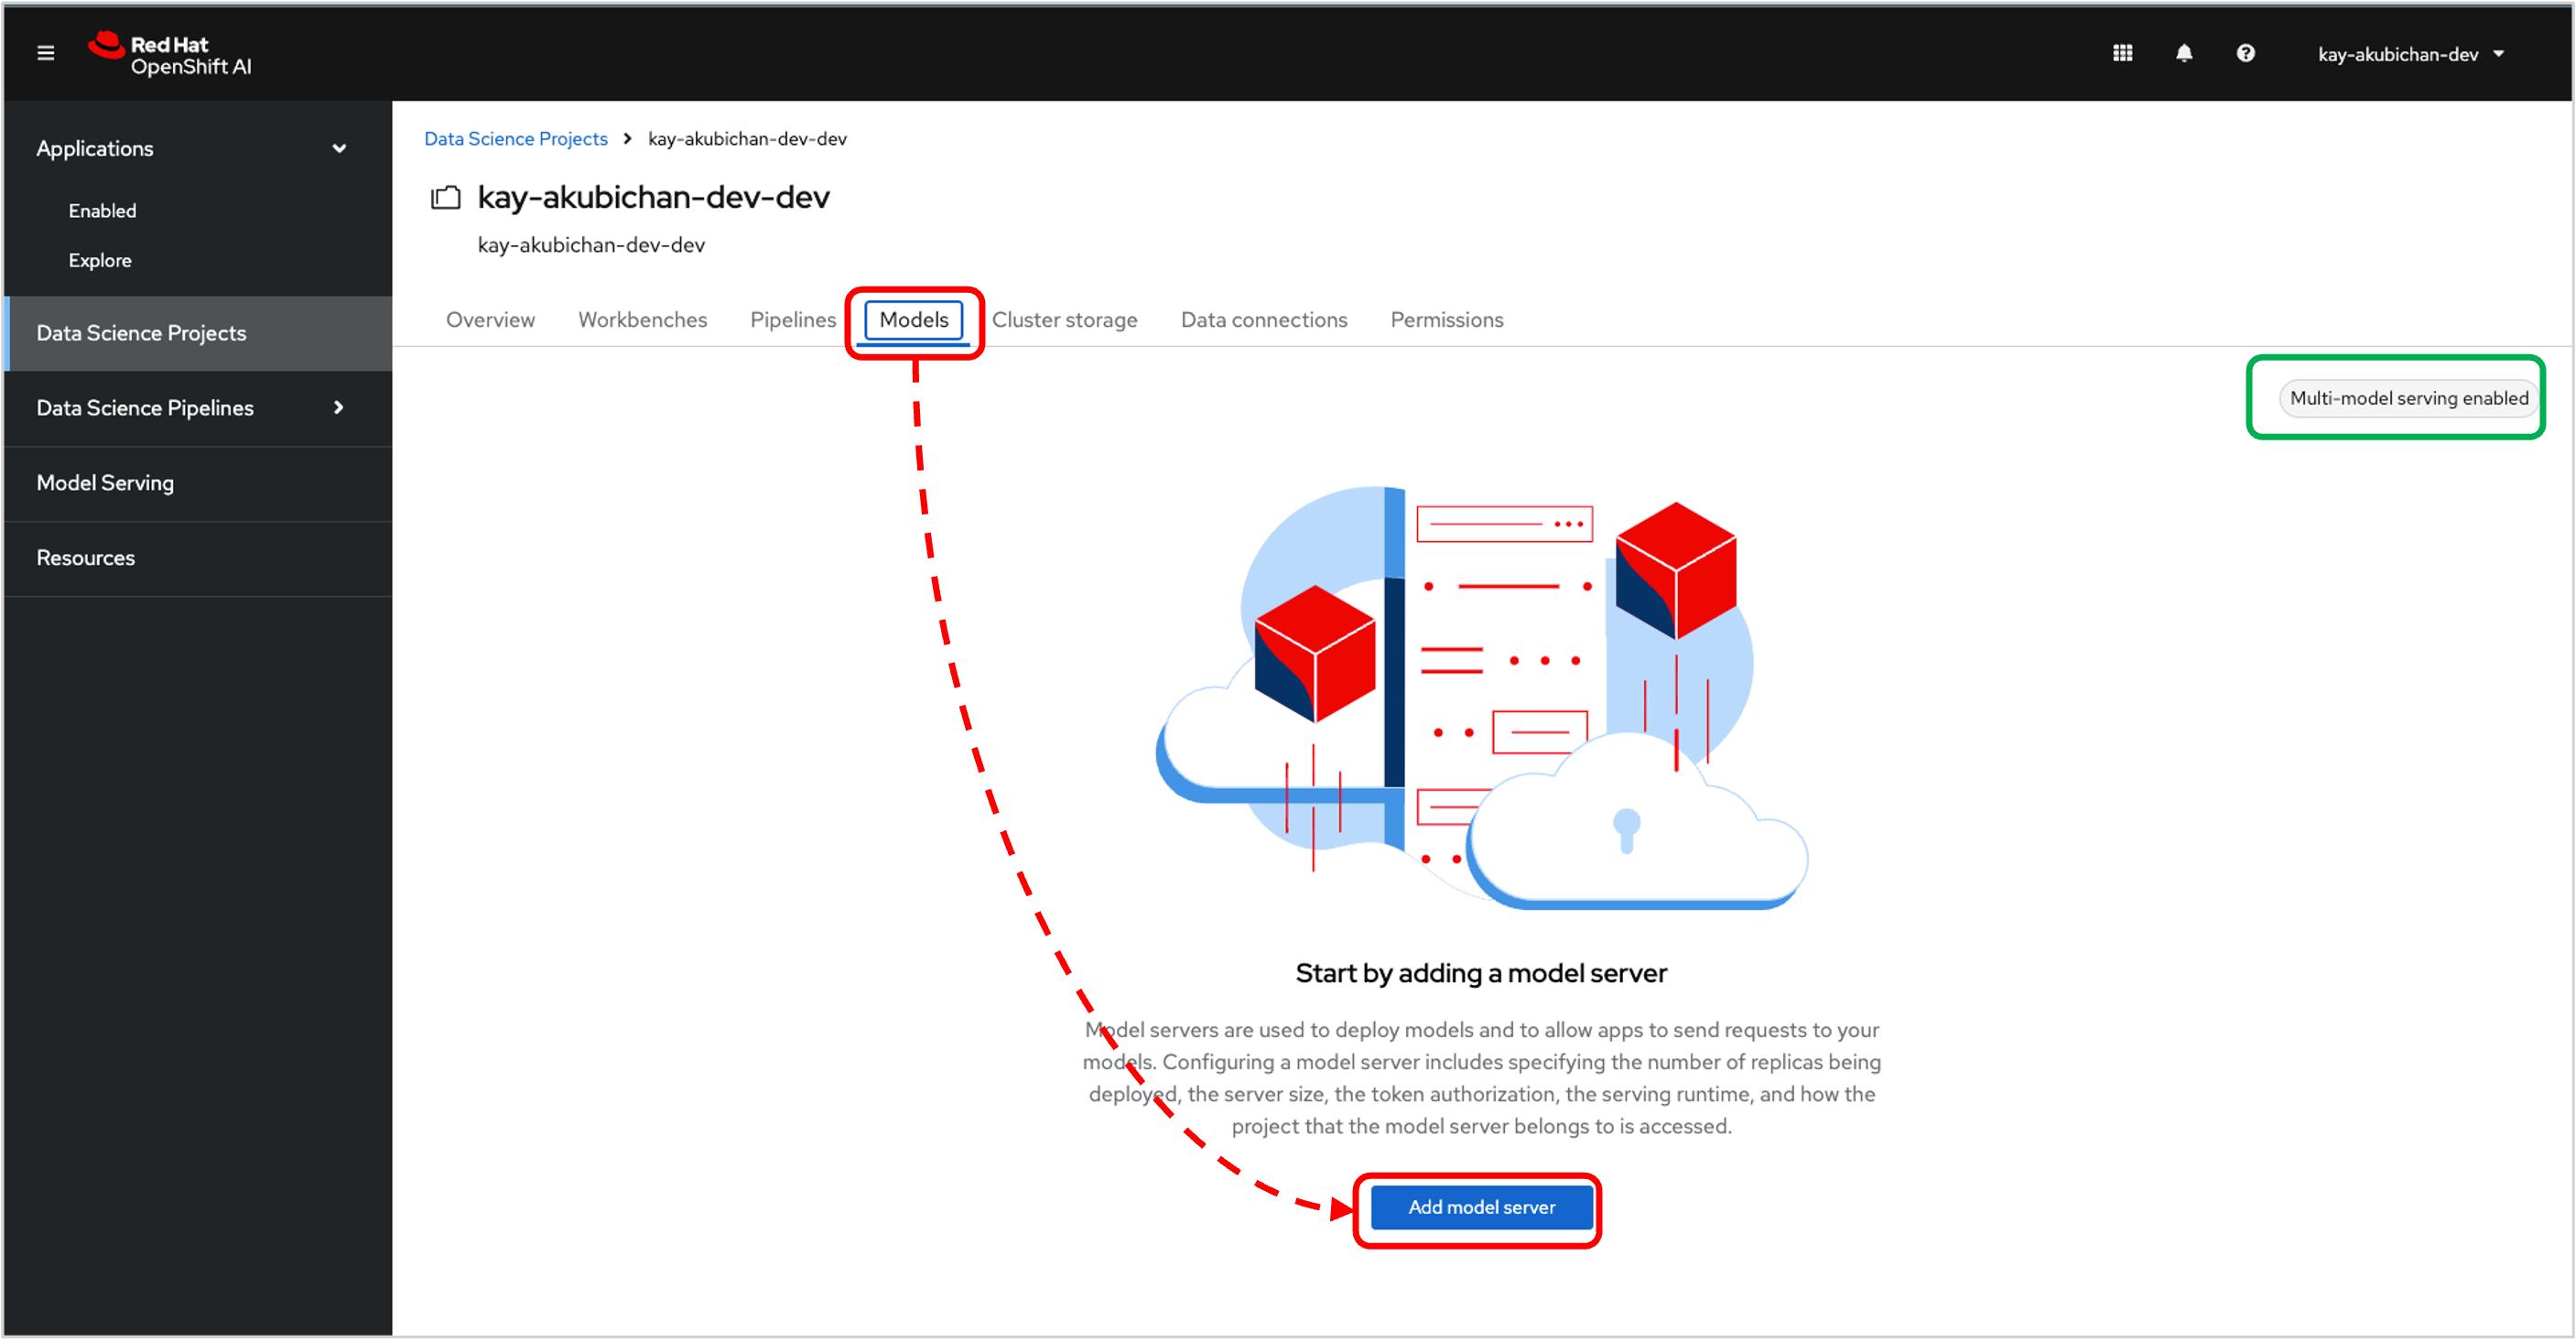 Red Hat
OpenShift AI
kay-akubichan-dev
Applications
Enabled
Explore
Data Science Projects
Data Science Pipelines
Model Serving
Resources
Data Science Projects > kay-akubichan-dev-dev
kay-akubichan-dev-dev
kay-akubichan-dev-dev
Overview Workbenches Pipelines Models Cluster storage Data connections Permissions
Multi-model serving enabled
Start by adding a model server
Model servers are used to deploy models and to allow apps to send requests to your
models. Configuring a model server includes specifying the number of replicas being
deployed, the server size, the token authorization, the serving runtime, and how the
project that the model server belongs to is accessed.
Add model server